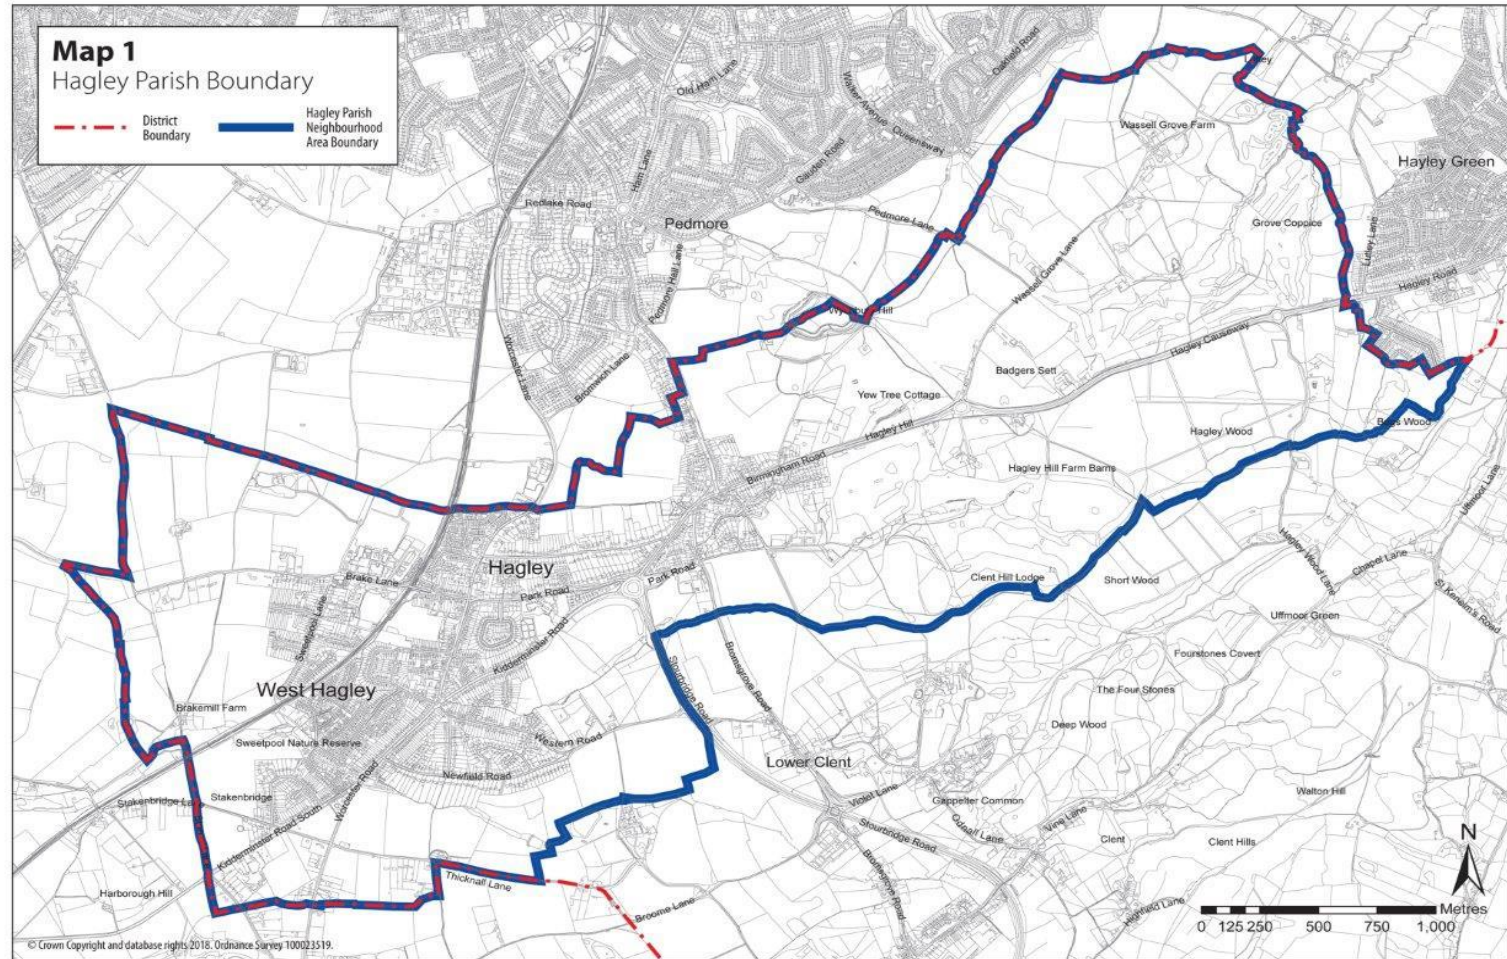 Map 1
Hagley Parish Boundary
District
Boundary
Hagley Parish
Neighbourhood
Area Boundary
Old Ham Lane
Oakfield Road
Walker Avenue
Queensway
Gauden Road
Ham Lane
Redlake Road
Pedmore
Pedmore Lane
Pedmore Hall Lane
Wassell Grove Farm
Wassell Grove Lane
Grove Coppice
Hayley Green
Lutley Lane
Hagley Road
Worcester Lane
Bromwich Lane
Hagley Causeway
Badgers Sett
Yew Tree Cottage
Hagley Hill
Birmingham Road
Hagley Wood
Hagley Hill Farm Barns
Uffmoor Lane
Hagley
Park Road
Park Road
Brake Lane
Sweetpool Lane
Kidderminster Road
Clent Hill Lodge
Short Wood
Hagley Wood Lane
Chapel Lane
St Kenelm's Road
Uffmoor Green
West Hagley
Stourbridge Road
Bromsgrove Road
Fourstones Covert
The Four Stones
Deep Wood
Brakemill Farm
Sweetpool Nature Reserve
Western Road
Newfield Road
Lower Clent
Stakenbridge Lane
Stakenbridge
Worcester Road
Kidderminster Road South
Violet Lane
Gappelter Common
Odnall Lane
Vine Lane
Clent
Walton Hill
Clent Hills
Stourbridge Road
Bromsgrove Road
Harborough Hill
Thicknall Lane
Broome Lane
Highfield Lane
N
Metres
0 125 250 500 750 1,000
© Crown Copyright and database rights 2018. Ordnance Survey 100023519.